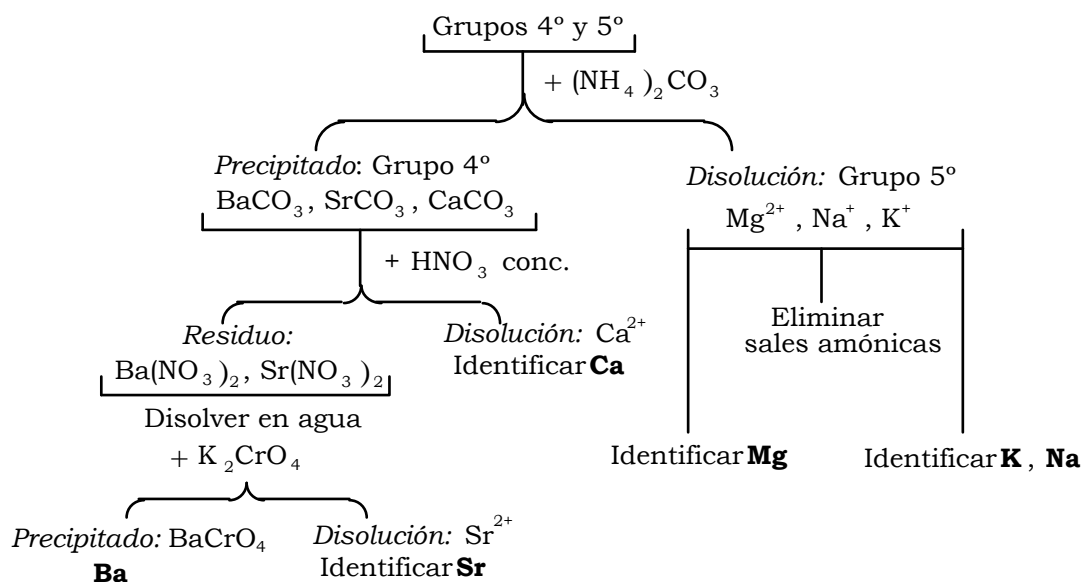 Grupos 4º y 5º
+ (NH₄)₂CO₃
Precipitado: Grupo 4º
BaCO₃, SrCO₃, CaCO₃
Disolución: Grupo 5º
Mg²⁺, Na⁺, K⁺
+ HNO₃ conc.
Residuo:
Ba(NO₃)₂, Sr(NO₃)₂
Disolución: Ca²⁺
Identificar Ca
Eliminar
sales amónicas
Disolver en agua
+ K₂CrO₄
Identificar Mg
Identificar K, Na
Precipitado: BaCrO₄
Ba
Disolución: Sr²⁺
Identificar Sr